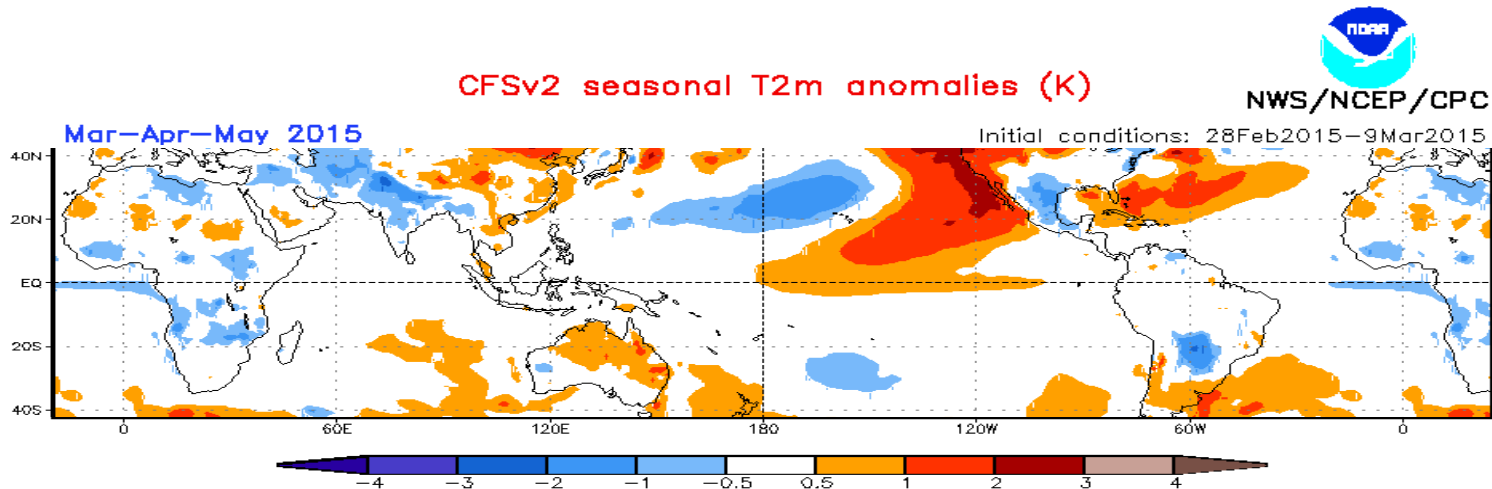 NOAA
CFSv2 seasonal T2m anomalies (K)
NWS/NCEP/CPC
Mar-Apr-May 2015
Initial conditions: 28Feb2015-9Mar2015
40N
20N
EQ
20S
40S
0 60E 120E 180 120W 60W 0
-4 -3 -2 -1 -0.5 0.5 1 2 3 4